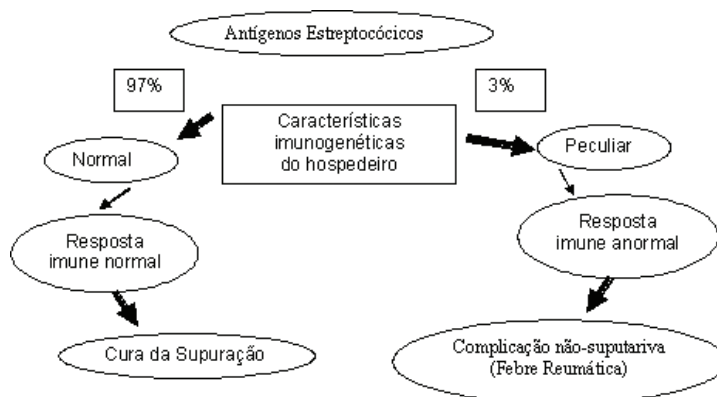 Antígenos Estreptocócicos
97%
3%
Características
imunogenéticas
do hospedeiro
Normal
Peculiar
Resposta
imune normal
Resposta
imune anormal
Cura da Supuração
Complicação não-suputariva
(Febre Reumática)